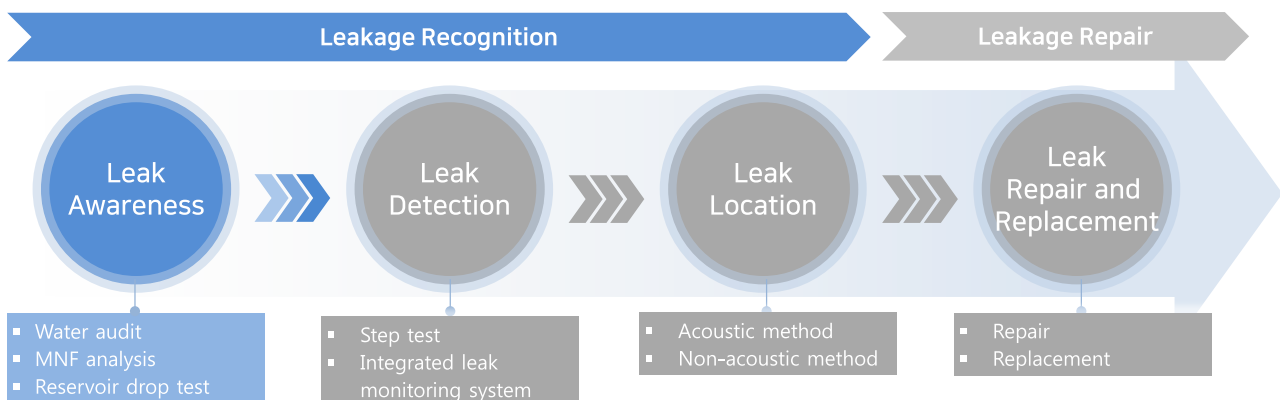 Leakage Recognition
Leakage Repair
Leak
Awareness
Leak
Detection
Leak
Location
Leak
Repair and
Replacement
Water audit
MNF analysis
Reservoir drop test
Step test
Integrated leak
monitoring system
Acoustic method
Non-acoustic method
Repair
Replacement